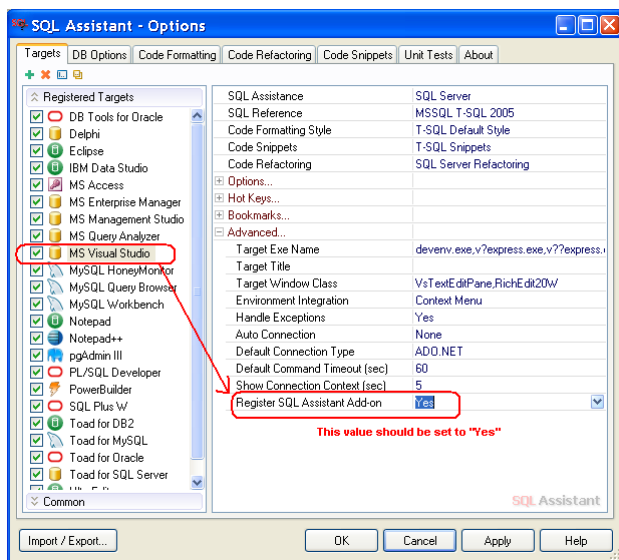 SQL Assistant - Options
Targets DB Options Code Formatting Code Refactoring Code Snippets Unit Tests About
Registered Targets
DB Tools for Oracle
Delphi
Eclipse
IBM Data Studio
MS Access
MS Enterprise Manager
MS Management Studio
MS Query Analyzer
MS Visual Studio
MySQL HoneyMonitor
MySQL Query Browser
MySQL Workbench
Notepad
Notepad++
pgAdmin III
PL/SQL Developer
PowerBuilder
SQL Plus W
Toad for DB2
Toad for MySQL
Toad for Oracle
Toad for SQL Server
Common
SQL Assistance SQL Server
SQL Reference MSSQL T-SQL 2005
Code Formatting Style T-SQL Default Style
Code Snippets T-SQL Snippets
Code Refactoring SQL Server Refactoring
Options...
Hot Keys...
Bookmarks...
Advanced...
Target Exe Name devenv.exe,v?express.exe,v??express.
Target Title
Target Window Class VsTextEditPane,RichEdit20W
Environment Integration Context Menu
Handle Exceptions Yes
Auto Connection None
Default Connection Type ADO.NET
Default Command Timeout (sec) 60
Show Connection Context (sec) 5
Register SQL Assistant Add-on Yes
This value should be set to "Yes"
SQL Assistant
Import / Export... OK Cancel Apply Help